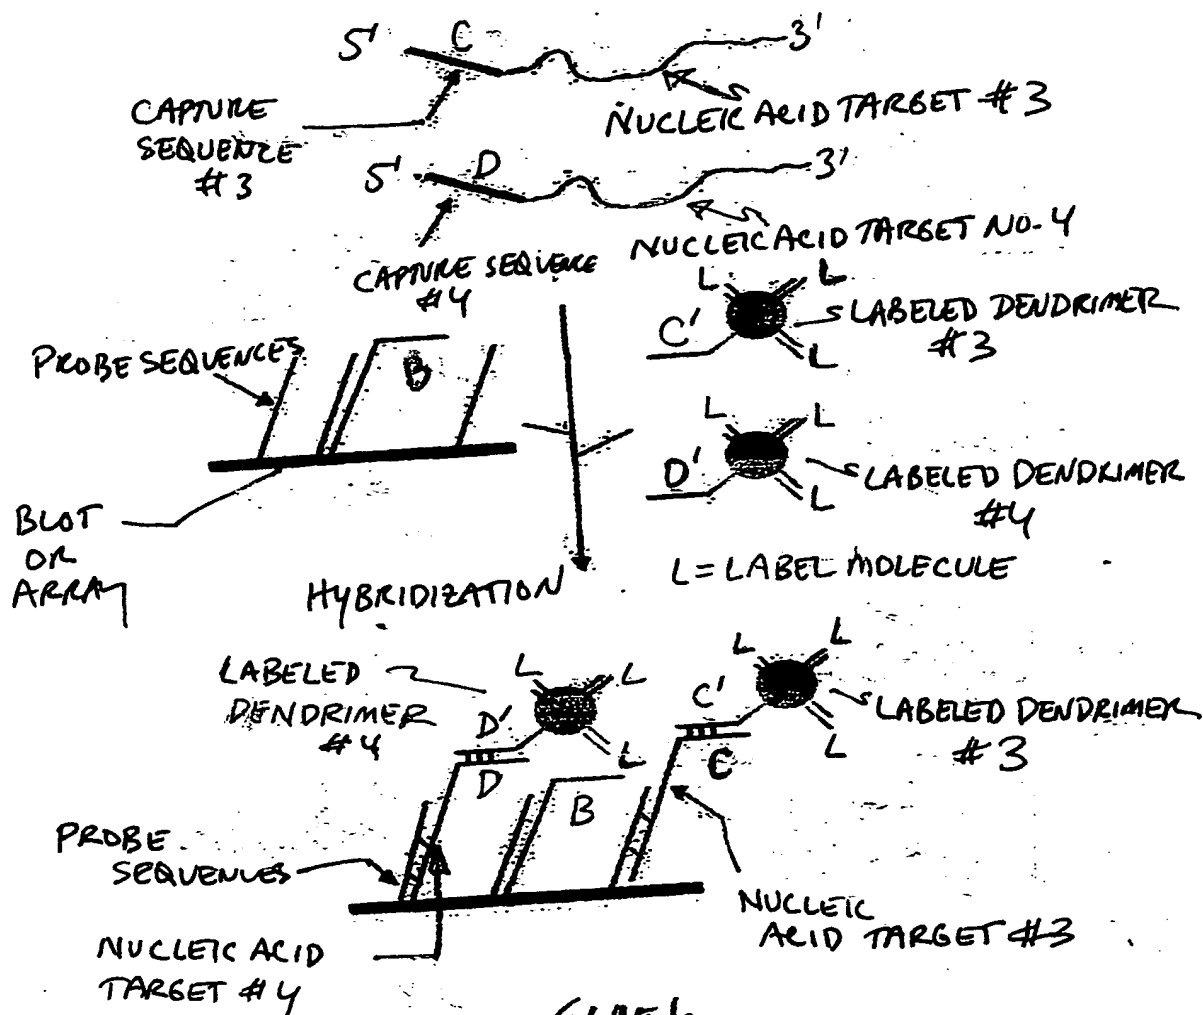 5' C 3'
CAPTURE
SEQUENCE
#3
NUCLEIC ACID TARGET #3
5' D 3'
CAPTURE SEQUENCE
#4
NUCLEIC ACID TARGET NO. 4
L L
C'
L
LABELED DENDRIMER
#3
PROBE SEQUENCES
B
L L
D'
L
LABELED DENDRIMER
#4
BLOT
OR
ARRAY
L = LABEL MOLECULE
HYBRIDIZATION
LABELED
DENDRIMER
#4
L L
D'
L
D
L L
C'
L
C
LABELED DENDRIMER
#3
B
PROBE
SEQUENCES
NUCLEIC
ACID TARGET #3
NUCLEIC ACID
TARGET #4